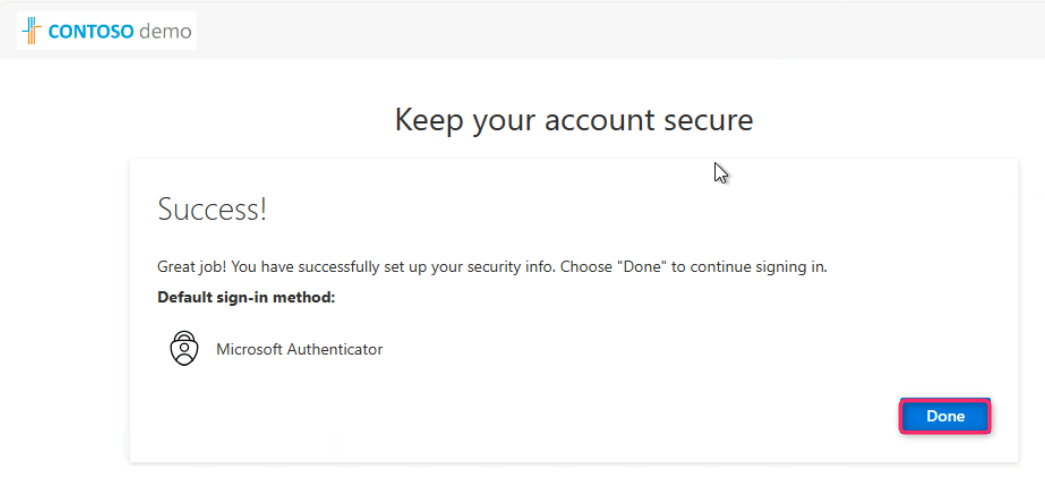 CONTOSO demo
Keep your account secure
Success!
Great job! You have successfully set up your security info. Choose "Done" to continue signing in.
Default sign-in method:
Microsoft Authenticator
Done